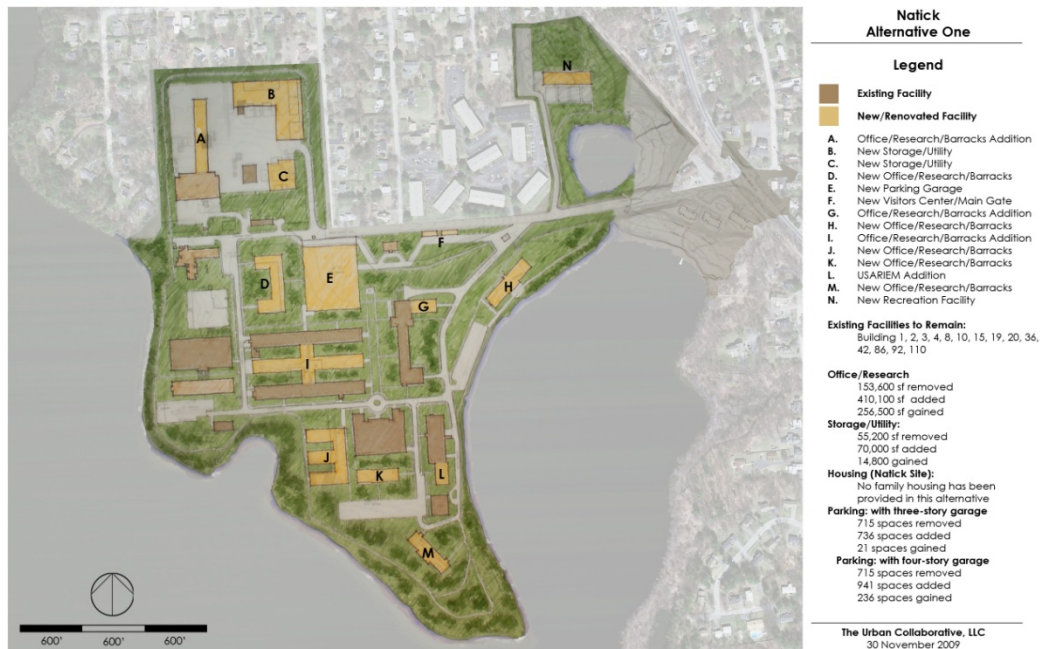 Natick
Alternative One
Legend
Existing Facility
New/Renovated Facility
A. Office/Research/Barracks Addition
B. New Storage/Utility
C. New Storage/Utility
D. New Office/Research/Barracks
E. New Parking Garage
F. New Visitors Center/Main Gate
G. Office/Research/Barracks Addition
H. New Office/Research/Barracks
I. Office/Research/Barracks Addition
J. New Office/Research/Barracks
K. New Office/Research/Barracks
L. USARIEM Addition
M. New Office/Research/Barracks
N. New Recreation Facility
Existing Facilities to Remain:
Building 1, 2, 3, 4, 8, 10, 15, 19, 20, 36,
42, 86, 92, 110
Office/Research
153,600 sf removed
410,100 sf added
256,500 sf gained
Storage/Utility:
55,200 sf removed
70,000 sf added
14,800 gained
Housing (Natick Site):
No family housing has been
provided in this alternative
Parking: with three-story garage
715 spaces removed
736 spaces added
21 spaces gained
Parking: with four-story garage
715 spaces removed
941 spaces added
236 spaces gained
The Urban Collaborative, LLC
30 November 2009
N
B
A
C
F
D
E
H
G
I
J
K
L
M
600' 600' 600'